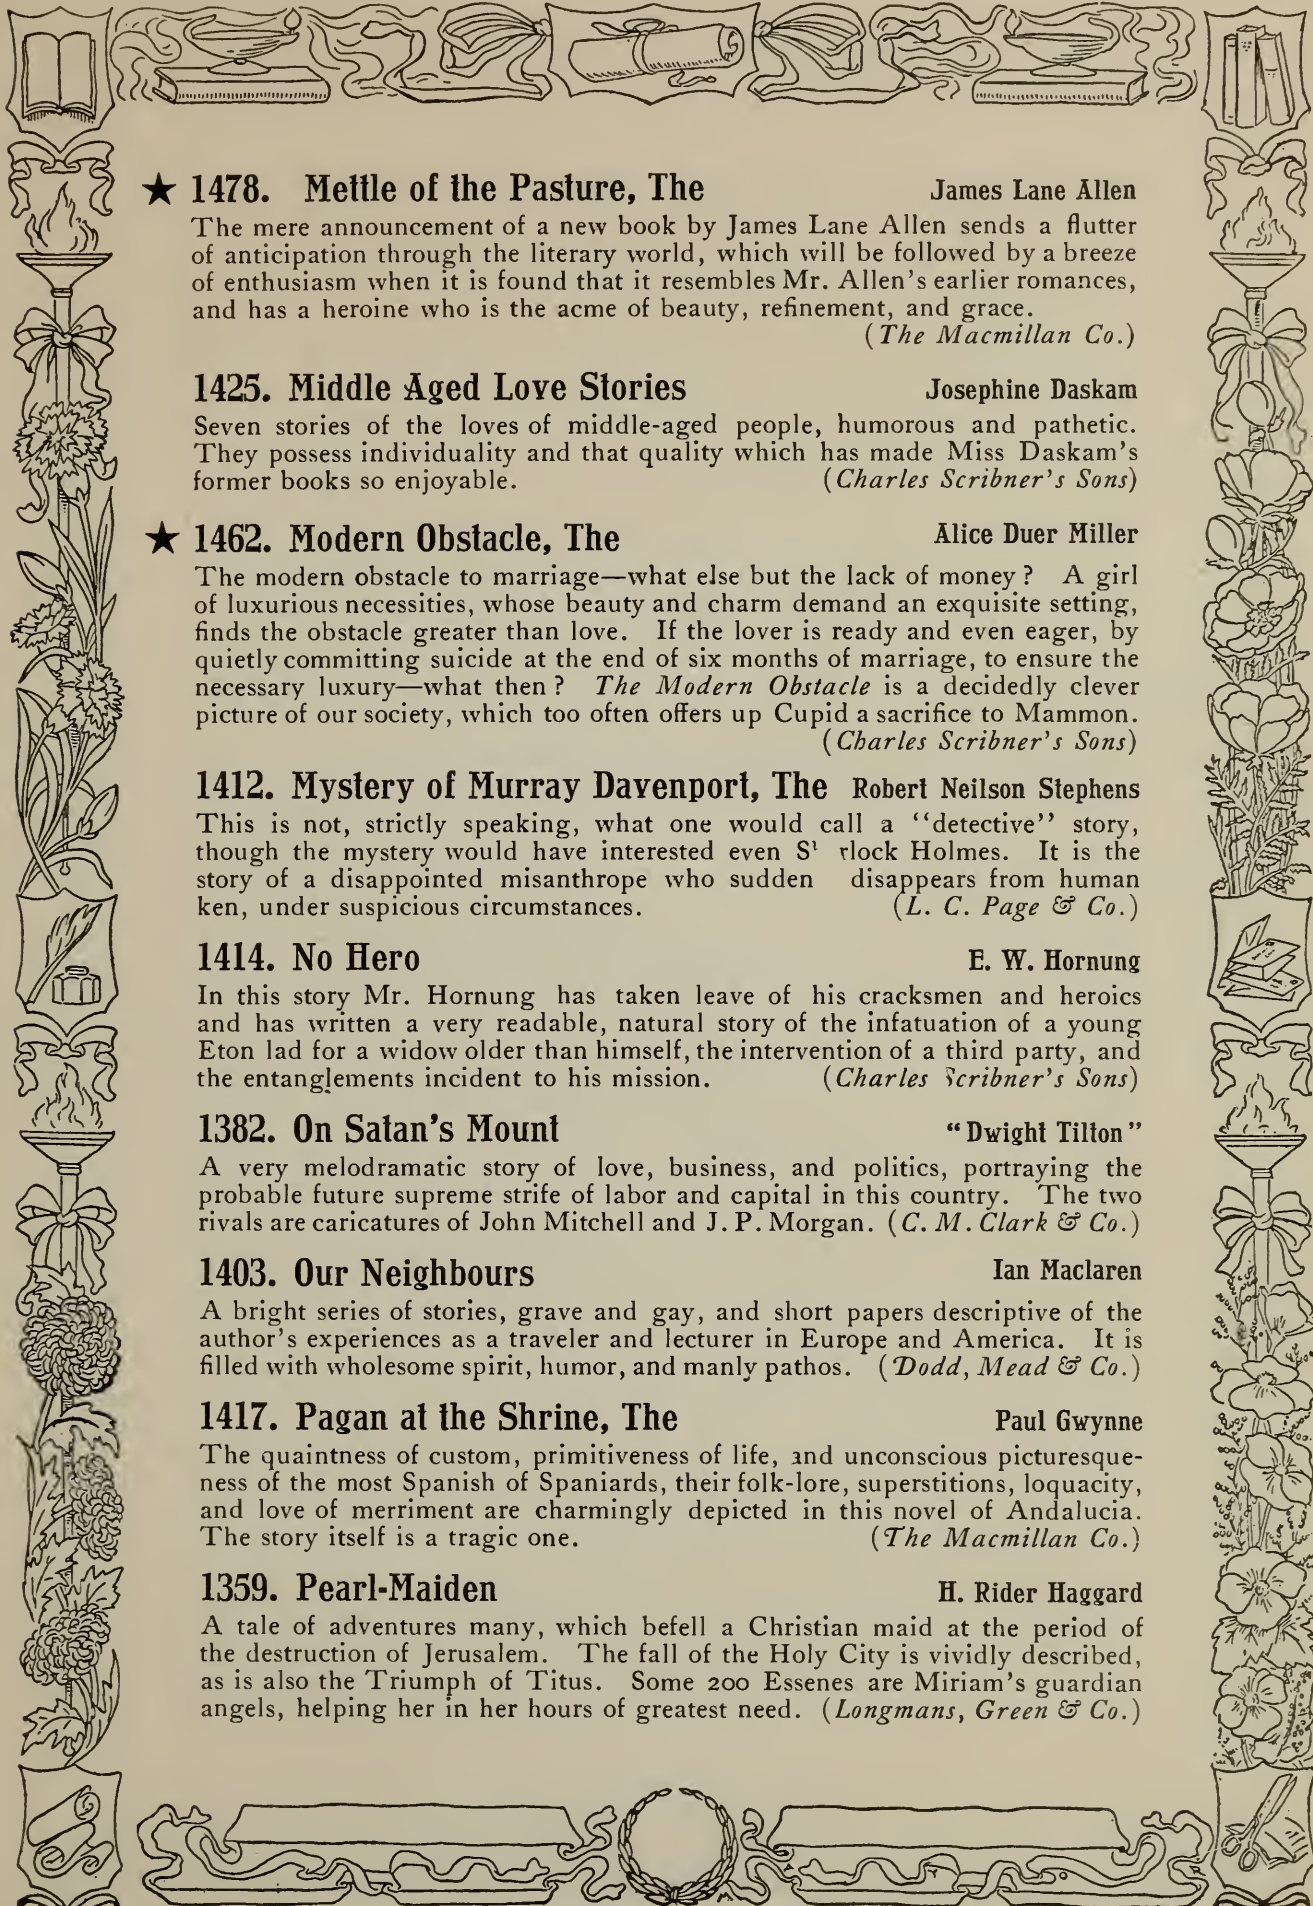 ★ 1478. Mettle of the Pasture, The James Lane Allen
The mere announcement of a new book by James Lane Allen sends a flutter
of anticipation through the literary world, which will be followed by a breeze
of enthusiasm when it is found that it resembles Mr. Allen's earlier romances,
and has a heroine who is the acme of beauty, refinement, and grace.
(The Macmillan Co.)
1425. Middle Aged Love Stories Josephine Daskam
Seven stories of the loves of middle-aged people, humorous and pathetic.
They possess individuality and that quality which has made Miss Daskam's
former books so enjoyable. (Charles Scribner's Sons)
★ 1462. Modern Obstacle, The Alice Duer Miller
The modern obstacle to marriage—what else but the lack of money? A girl
of luxurious necessities, whose beauty and charm demand an exquisite setting,
finds the obstacle greater than love. If the lover is ready and even eager, by
quietly committing suicide at the end of six months of marriage, to ensure the
necessary luxury—what then? The Modern Obstacle is a decidedly clever
picture of our society, which too often offers up Cupid a sacrifice to Mammon.
(Charles Scribner's Sons)
1412. Mystery of Murray Davenport, The Robert Neilson Stephens
This is not, strictly speaking, what one would call a "detective" story,
though the mystery would have interested even S rlock Holmes. It is the
story of a disappointed misanthrope who sudden disappears from human
ken, under suspicious circumstances. (L. C. Page & Co.)
1414. No Hero E. W. Hornung
In this story Mr. Hornung has taken leave of his cracksmen and heroics
and has written a very readable, natural story of the infatuation of a young
Eton lad for a widow older than himself, the intervention of a third party, and
the entanglements incident to his mission. (Charles Scribner's Sons)
1382. On Satan's Mount "Dwight Tilton"
A very melodramatic story of love, business, and politics, portraying the
probable future supreme strife of labor and capital in this country. The two
rivals are caricatures of John Mitchell and J. P. Morgan. (C. M. Clark & Co.)
1403. Our Neighbours Ian Maclaren
A bright series of stories, grave and gay, and short papers descriptive of the
author's experiences as a traveler and lecturer in Europe and America. It is
filled with wholesome spirit, humor, and manly pathos. (Dodd, Mead & Co.)
1417. Pagan at the Shrine, The Paul Gwynne
The quaintness of custom, primitiveness of life, and unconscious picturesque-
ness of the most Spanish of Spaniards, their folk-lore, superstitions, loquacity,
and love of merriment are charmingly depicted in this novel of Andalucia.
The story itself is a tragic one. (The Macmillan Co.)
1359. Pearl-Maiden H. Rider Haggard
A tale of adventures many, which befell a Christian maid at the period of
the destruction of Jerusalem. The fall of the Holy City is vividly described,
as is also the Triumph of Titus. Some 200 Essenes are Miriam's guardian
angels, helping her in her hours of greatest need. (Longmans, Green & Co.)